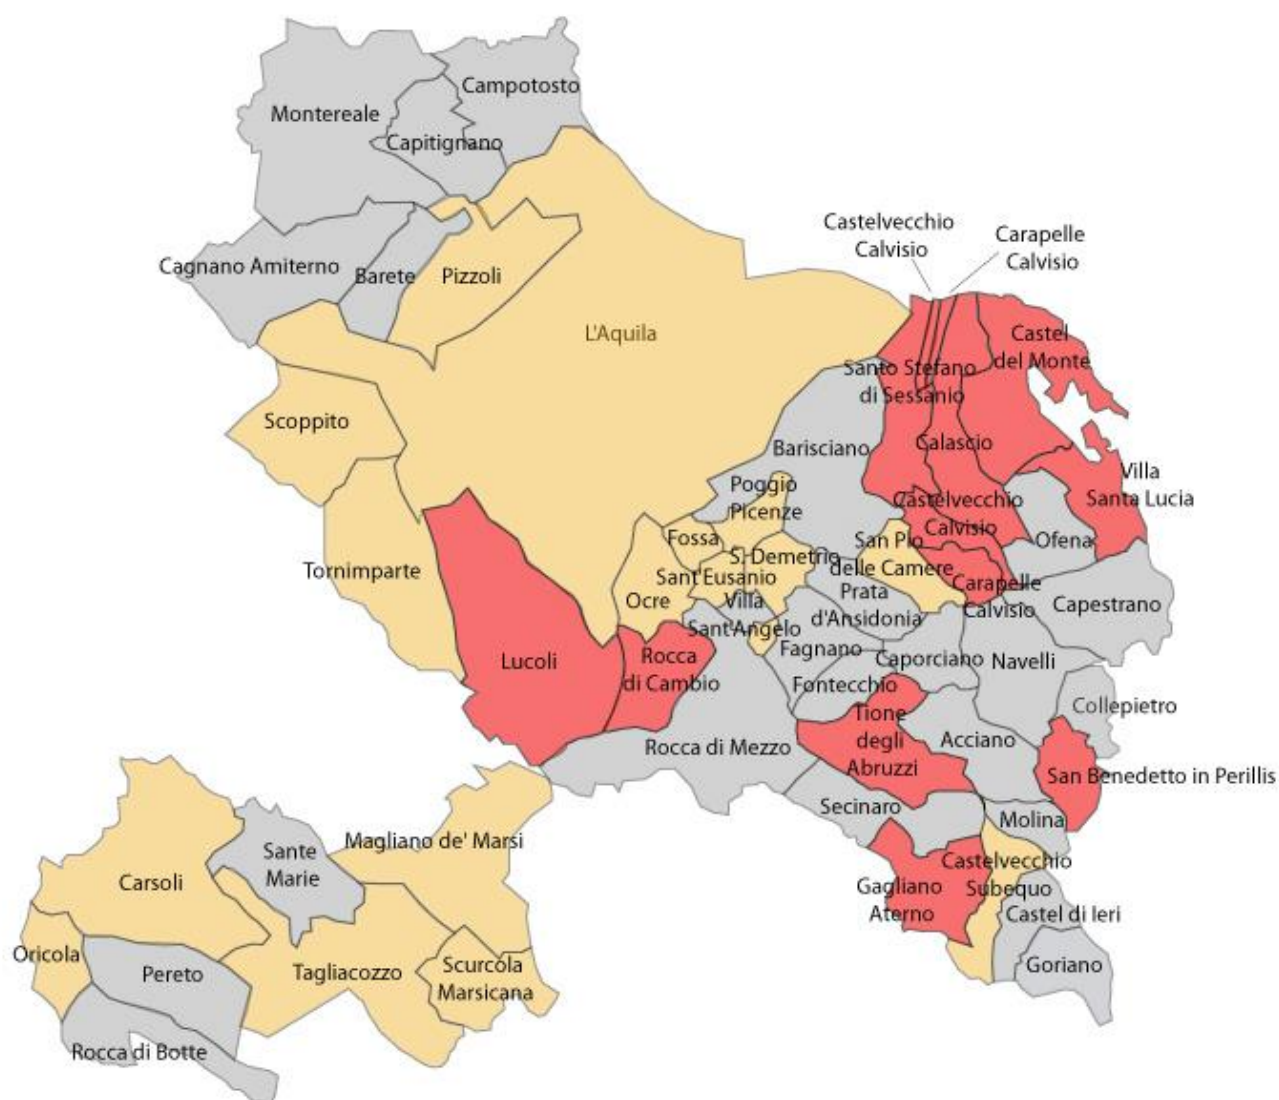 Campotosto
Montereale
Capitignano
Castelvecchio
Calvisio
Carapelle
Calvisio
Cagnano Amiterno
Barete
Pizzoli
L'Aquila
Castel
del Monte
Santo Stefano
di Sessanio
Scoppito
Barisciano
Calascio
Villa
Santa Lucia
Poggio
Picenze
Castelvecchio
Calvisio
Fossa
S. Demetrio
San Pio
delle Camere
Ofena
Tornimparte
Sant'Eusanio
Ocre
Villa
Sant'Angelo
Prata
d'Ansidonia
Carapelle
Calvisio
Capestrano
Lucoli
Rocca
di Cambio
Fagnano
Caporciano
Navelli
Fontecchio
Collepietro
Tione
degli
Abruzzi
Acciano
Rocca di Mezzo
San Benedetto in Perillis
Secinaro
Molina
Magliano de' Marsi
Sante
Marie
Carsoli
Castelvecchio
Subequo
Gagliano
Aterno
Castel di Ieri
Oricola
Pereto
Tagliacozzo
Scurcola
Marsicana
Goriano
Rocca di Botte